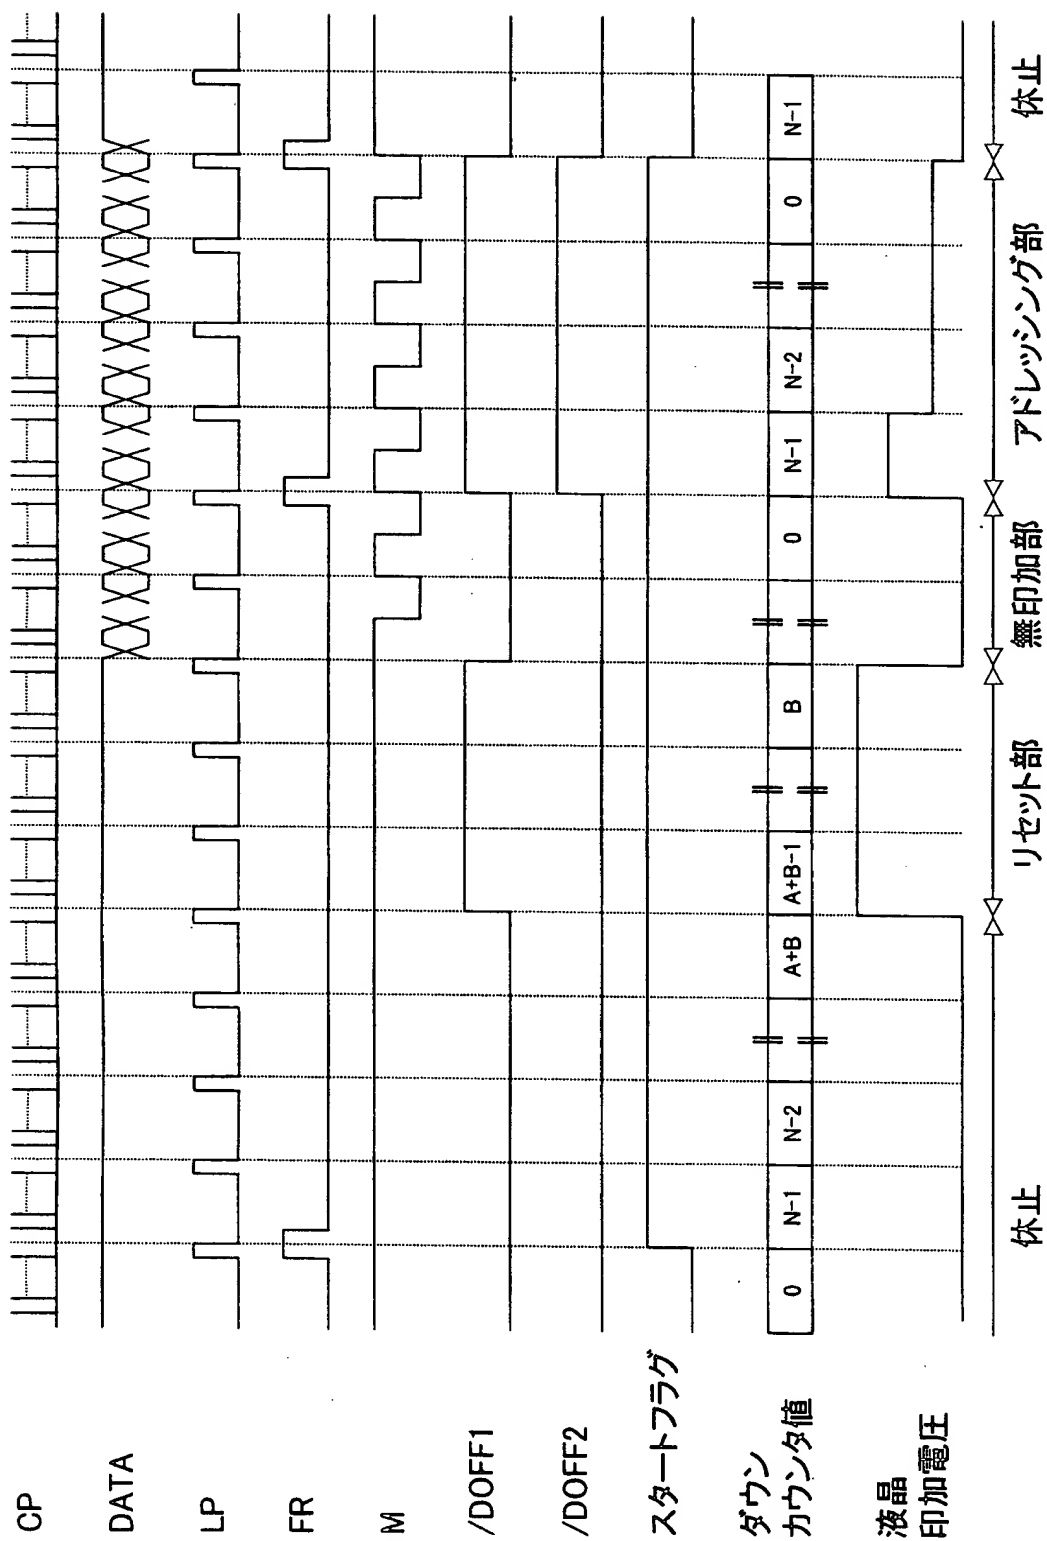 CP
DATA
LP
FR
M
/DOFF1
/DOFF2
スタートフラグ
ダウン
カウンタ値
0
N-1
N-2
A+B
A+B-1
B
0
N-1
N-2
0
N-1
液晶
印加電圧
休止
リセット部
無印加部
アドレッシング部
休止